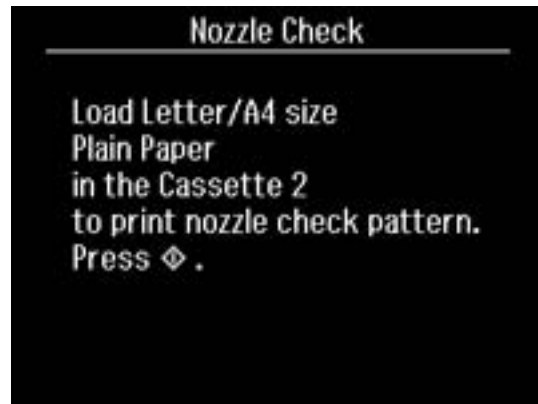 Nozzle Check
Load Letter/A4 size
Plain Paper
in the Cassette 2
to print nozzle check pattern.
Press ⟐ .